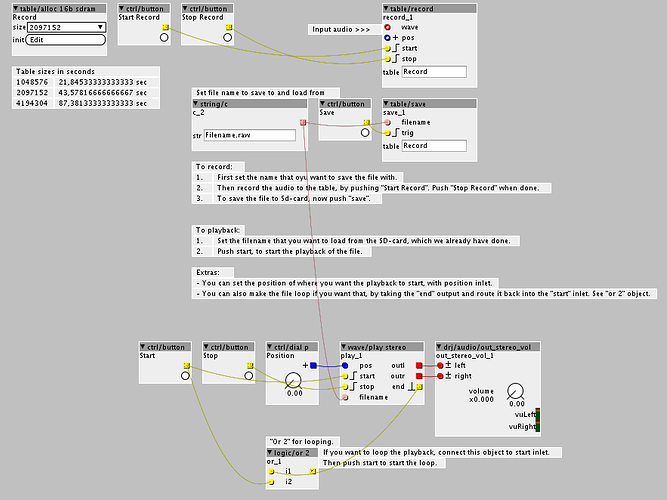 ▼ table/alloc 16b sdram
Record
size 2097152 ▼
init Edit
▼ ctrl/button
Start Record
▼ ctrl/button
Stop Record
Input audio >>>
▼ table/record
record_1
wave
+ pos
start
stop
table Record
Table sizes in seconds
1048576 21,84533333333333 sec
2097152 43,57816666666667 sec
4194304 87,38133333333333 sec
Set file name to save to and load from
▼ string/c
c_2
str Filename.raw
▼ ctrl/button
Save
▼ table/save
save_1
filename
trig
table Record
To record:
1. First set the name that oyu want to save the file with.
2. Then record the audio to the table, by pushing "Start Record". Push "Stop Record" when done.
3. To save the file to Sd-card, now push "save".
To playback:
1. Set the filename that you want to load from the SD-card, which we already have done.
2. Push start, to start the playback of the file.
Extras:
- You can set the position of where you want the playback to start, with position inlet.
- You can also make the file loop if you want that, by taking the "end" output and route it back into the "start" inlet. See "or 2" object.
▼ ctrl/button
Start
▼ ctrl/button
Stop
▼ ctrl/dial p
Position
+
0.00
▼ wave/play stereo
play_1
pos outl
start outr
stop end
filename
▼ drj/audio/out_stereo_vol
out_stereo_vol_1
± left
± right
volume
x0.000
0.00
vuLeft
vuRight
"Or 2" for looping.
▼ logic/or 2
or_1
i1
i2
If you want to loop the playback, connect this object to start inlet.
Then push start to start the loop.